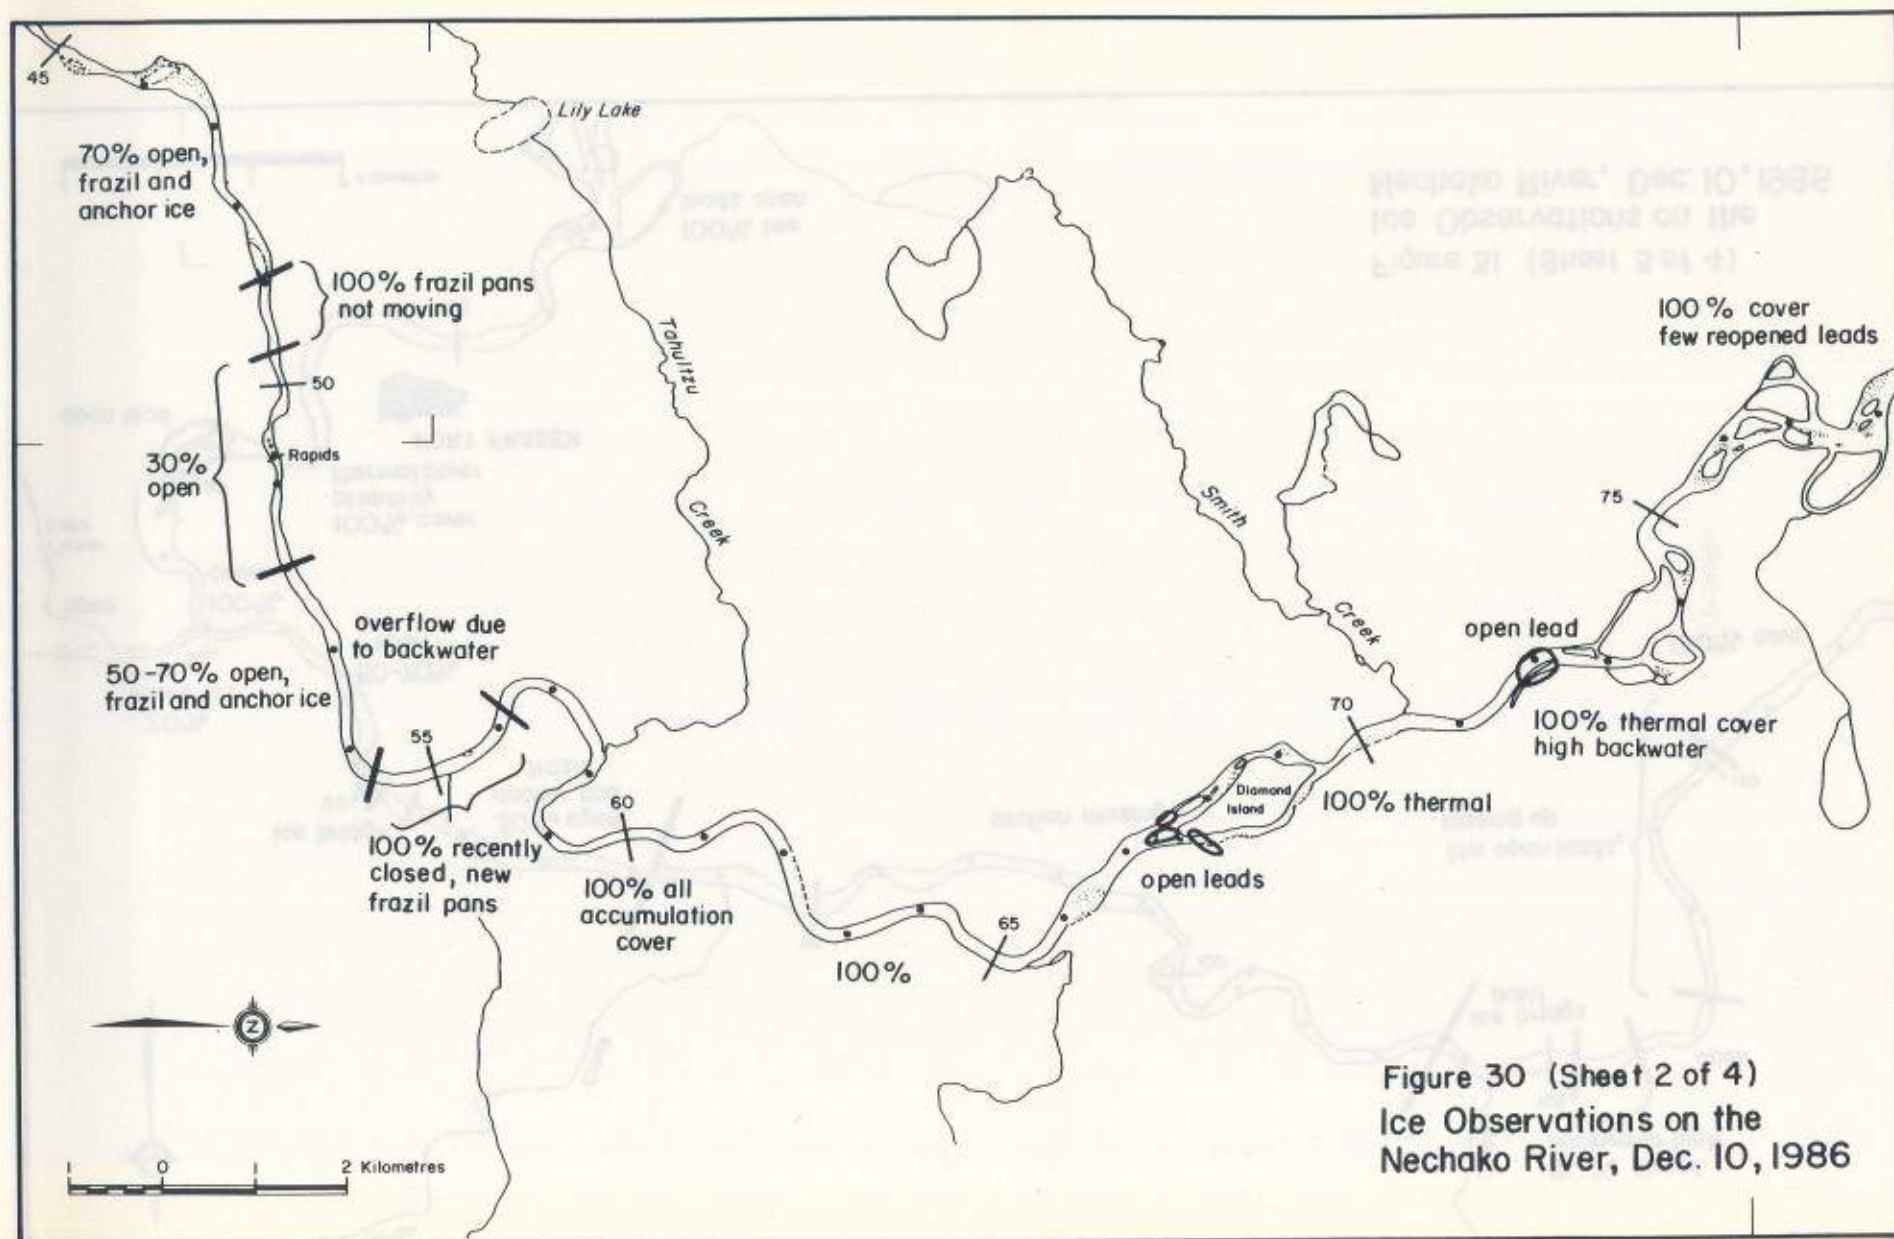 45
Lily Lake
70% open,
frazil and
anchor ice
100% frazil pans
not moving
Tahultzu
Creek
50
Rapids
30%
open
100% cover
few reopened leads
75
Smith
Creek
overflow due
to backwater
50-70% open,
frazil and anchor ice
open lead
55
70
100% thermal cover
high backwater
Diamond
Island
100% thermal
60
100% recently
closed, new
frazil pans
100% all
accumulation
cover
open leads
65
100%
Z
Figure 30 (Sheet 2 of 4)
Ice Observations on the
Nechako River, Dec. 10, 1986
1 0 1 2 Kilometres